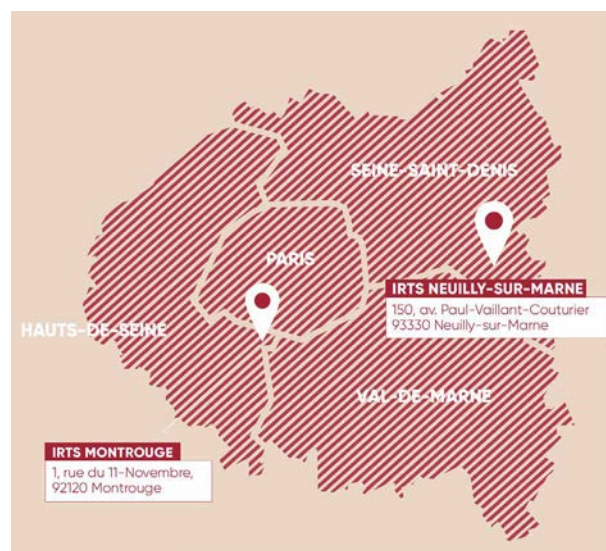 SEINE-SAINT-DENIS
PARIS
IRTS NEUILLY-SUR-MARNE
150, av. Paul-Vaillant-Couturier
93330 Neuilly-sur-Marne
HAUTS-DE-SEINE
VAL-DE-MARNE
IRTS MONTROUGE
1, rue du 11-Novembre,
92120 Montrouge